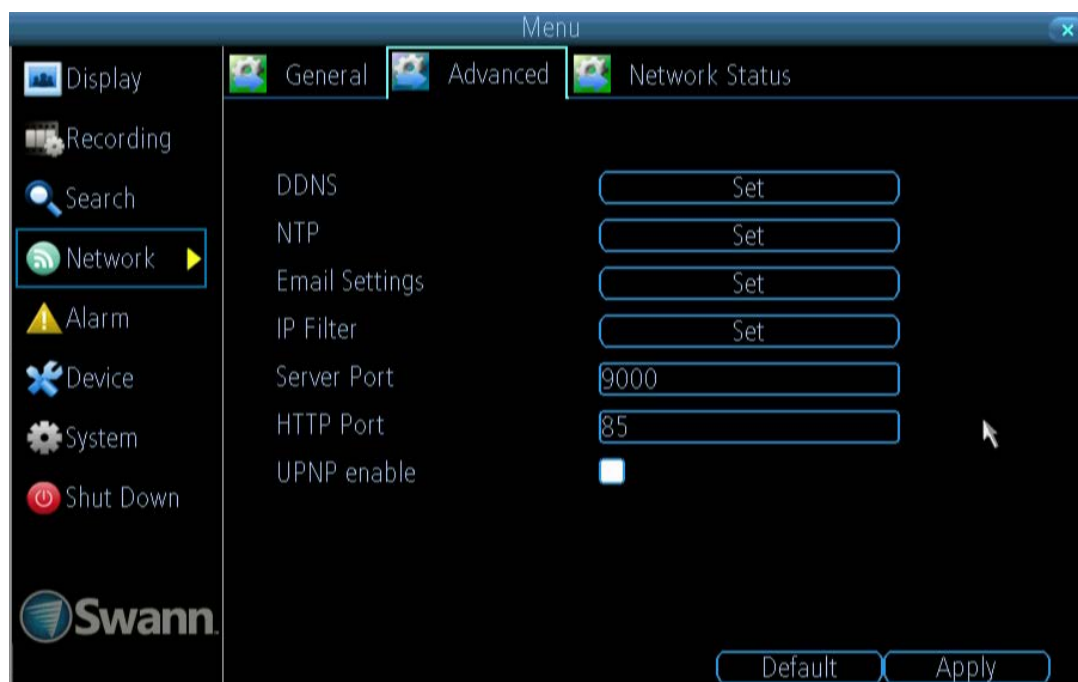 Menu
Display
Recording
Search
Network
Alarm
Device
System
Shut Down
Swann
General Advanced Network Status
DDNS Set
NTP Set
Email Settings Set
IP Filter Set
Server Port 9000
HTTP Port 85
UPNP enable
Default Apply